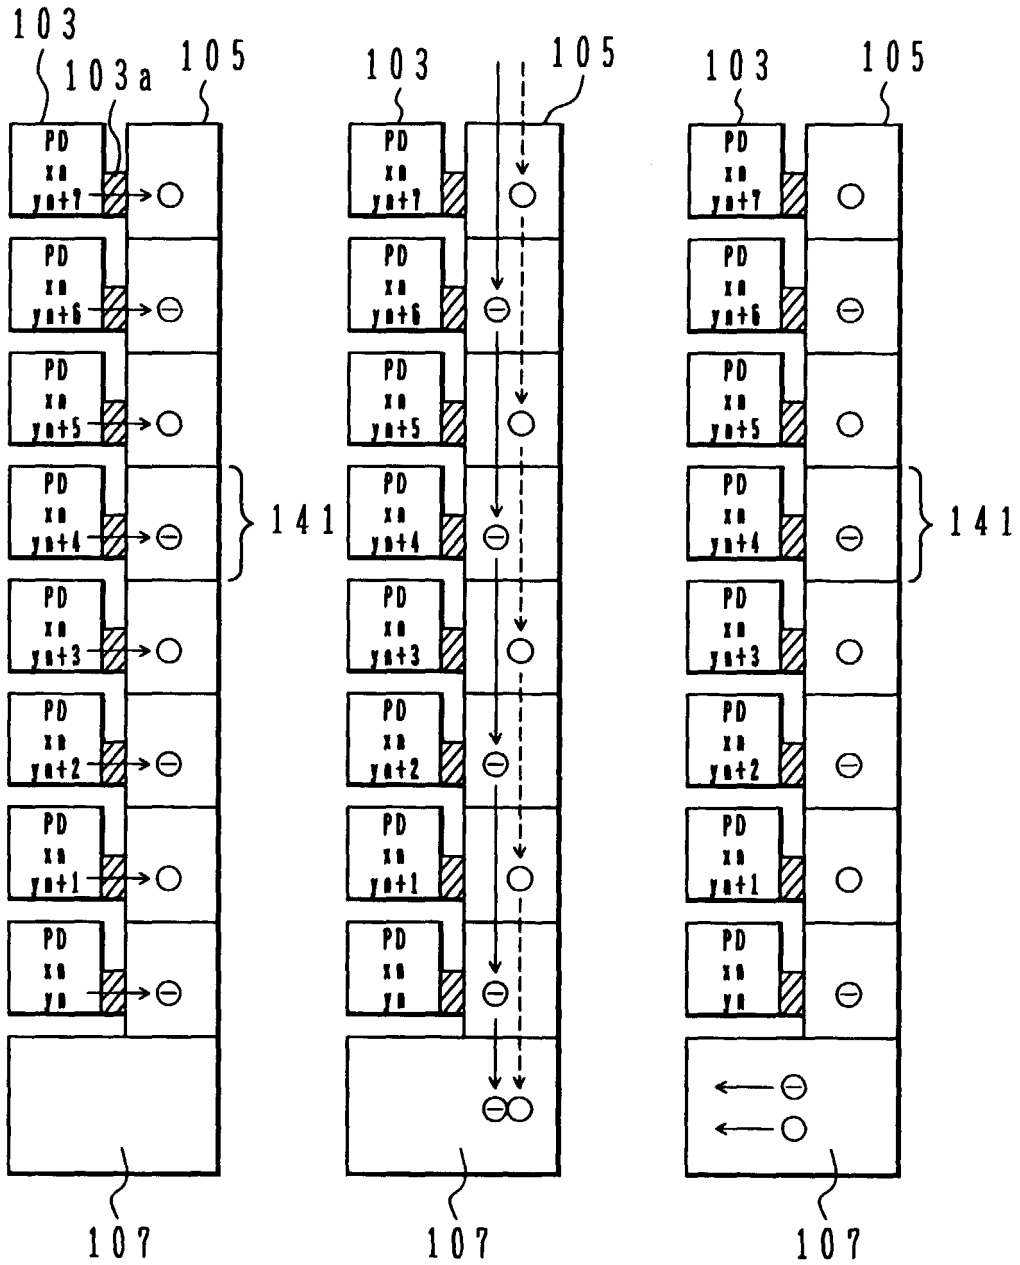 103
103a
105
PD
xn
yn+7
PD
xn
yn+6
PD
xn
yn+5
PD
xn
yn+4
141
PD
xn
yn+3
PD
xn
yn+2
PD
xn
yn+1
PD
xn
yn
107
103
105
PD
xn
yn+7
PD
xn
yn+6
PD
xn
yn+5
PD
xn
yn+4
PD
xn
yn+3
PD
xn
yn+2
PD
xn
yn+1
PD
xn
yn
107
103
105
PD
xn
yn+7
PD
xn
yn+6
PD
xn
yn+5
PD
xn
yn+4
141
PD
xn
yn+3
PD
xn
yn+2
PD
xn
yn+1
PD
xn
yn
107